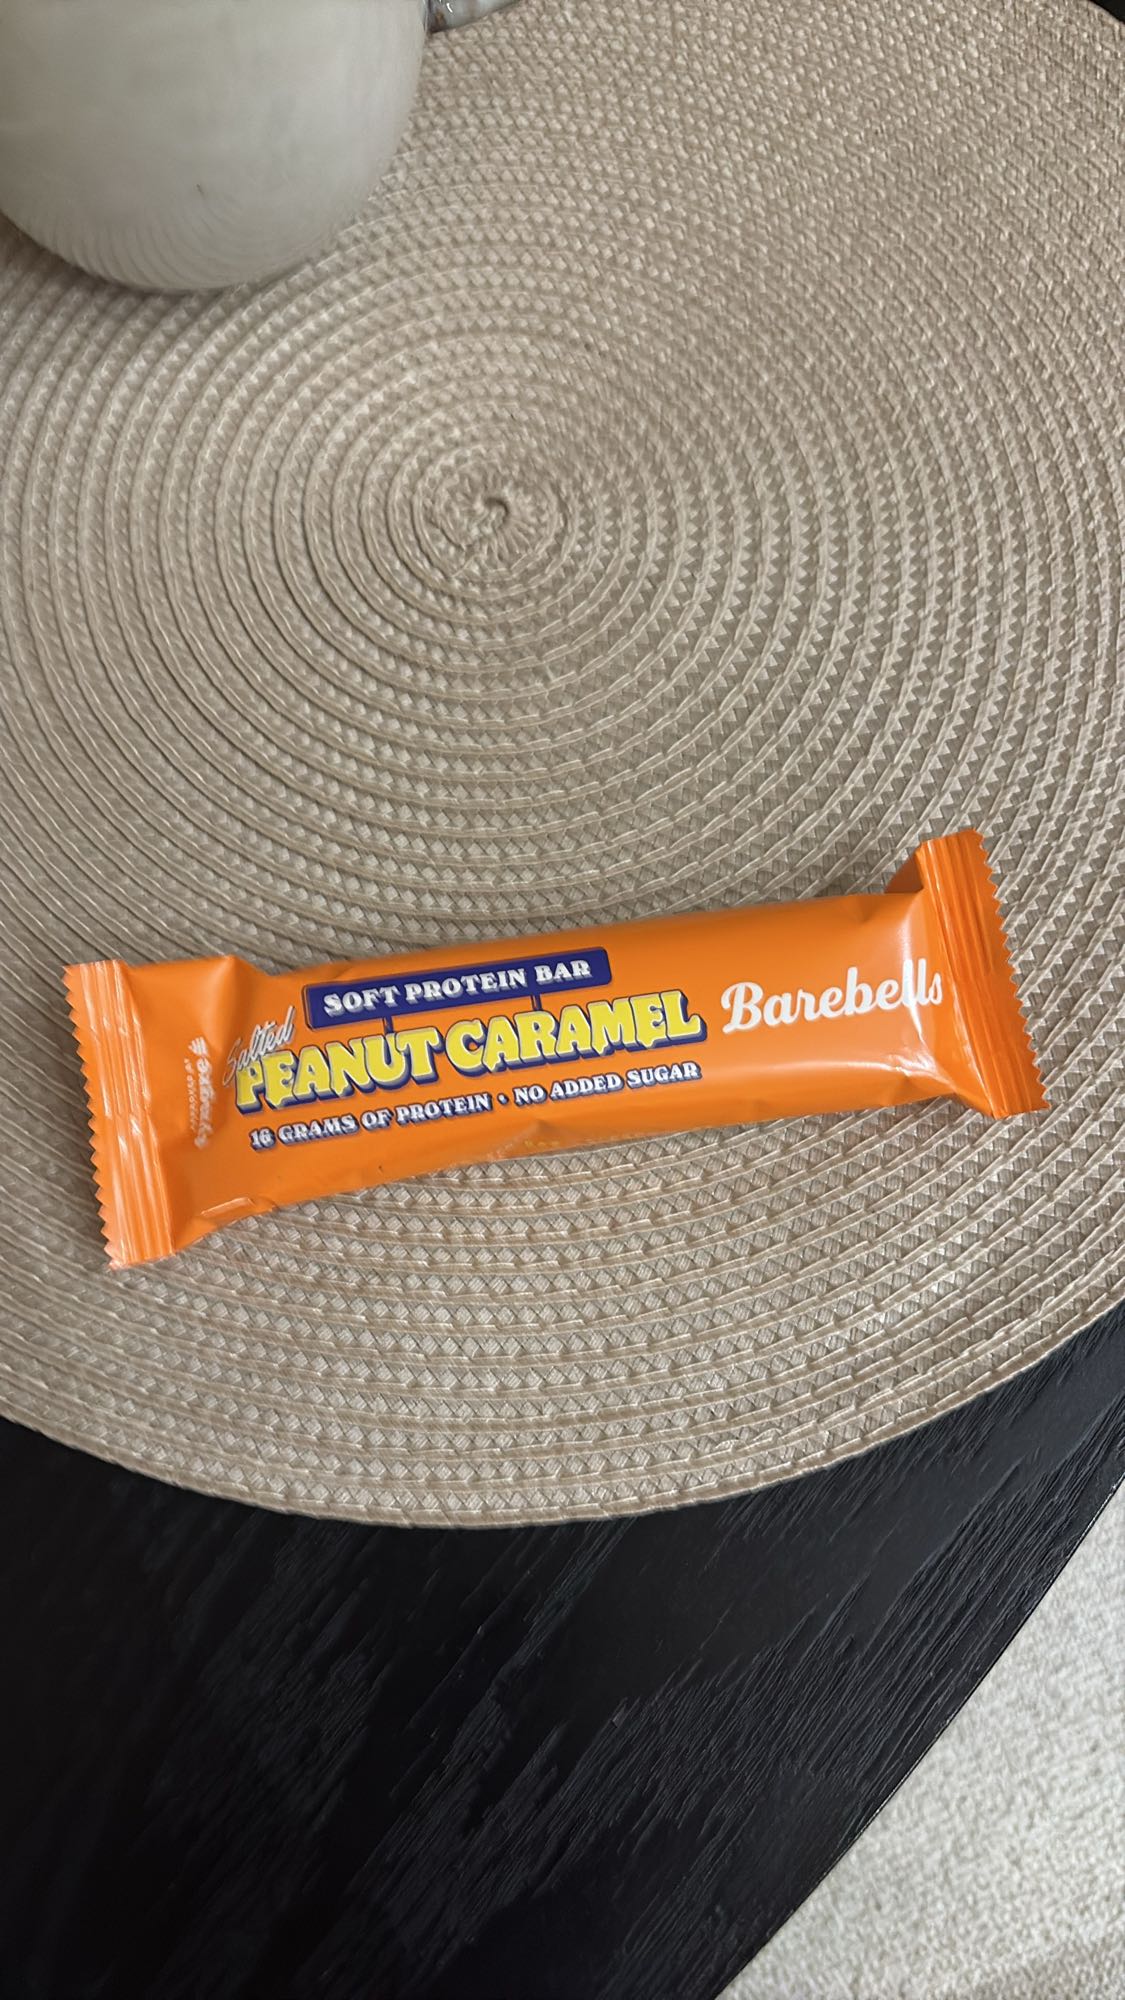 SOFT PROTEIN BAR
Salted
PEANUT CARAMEL
16 GRAMS OF PROTEIN • NO ADDED SUGAR
Barebells